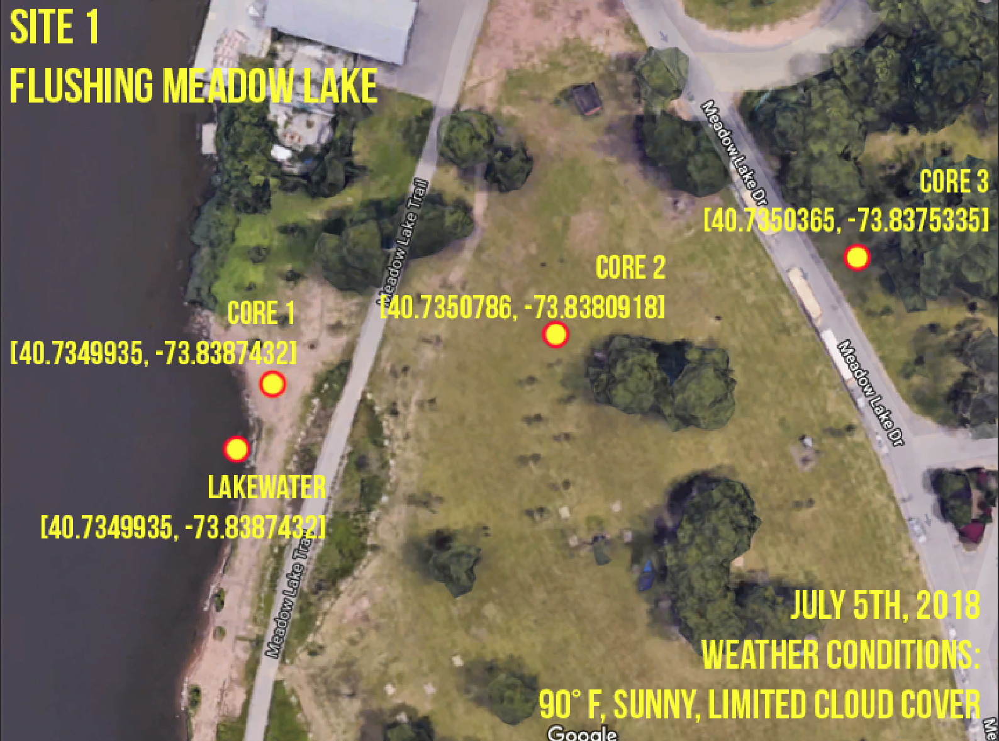 SITE 1
FLUSHING MEADOW LAKE
Meadow Lake Dr
CORE 3
[40.7350365, -73.8375335]
Meadow Lake Trail
CORE 2
[40.7350786, -73.8380918]
CORE 1
[40.7349935, -73.8387432]
Meadow Lake Dr
LAKEWATER
[40.7349935, -73.8387432]
Meadow Lake Trail
JULY 5TH, 2018
WEATHER CONDITIONS:
90° F, SUNNY, LIMITED CLOUD COVER
Google
Me